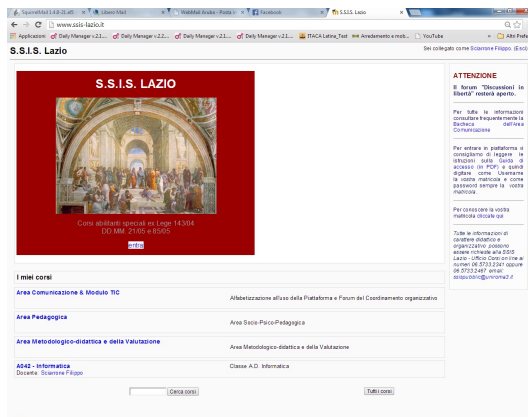 SquirrelMail 1.4.8-21.el5
Libero Mail
WebMail Aruba - Posta
Facebook
S.S.I.S. Lazio
www.ssis-lazio.it
Applicazioni
Daily Manager v.2.1....
Daily Manager v.2.2....
Daily Manager v.2.1....
Daily Manager v.2.1....
ITACA Latina_Test
Arredamento e mobi...
YouTube
»
Altri Prefe
S.S.I.S. Lazio
Sei collegato come Sciarrone Filippo. (Esci)
S.S.I.S. LAZIO
Corsi abilitanti speciali ex Lege 143/04
DD.MM. 21/05 e 85/05
entra
I miei corsi
Area Comunicazione & Modulo TIC
Alfabetizzazione all'uso della Piattaforma e Forum del Coordinamento organizzativo
Area Pedagogica
Area Socio-Psico-Pedagogica
Area Metodologico-didattica e della Valutazione
Area Metodologico-didattica e della Valutazione
A042 - Informatica
Docente: Sciarrone Filippo
Classe A.D. Informatica
Cerca corsi
Tutti i corsi
ATTENZIONE
Il forum "Discussioni in
libertà" resterà aperto.
Per tutte le informazioni
consultare frequentemente la
Bacheca dell'Area
Comunicazione
Per entrare in piattaforma vi
consigliamo di leggere le
istruzioni sulla Guida di
accesso (in PDF) e quindi
digitare come Username
la vostra matricola e come
password sempre la vostra
matricola.
Per conoscere la vostra
matricola cliccate qui
Tutte le informazioni di
carattere didattico e
organizzativo possono
essere richieste alla SSIS
Lazio - Ufficio Corsi on line ai
numeri 06.5733.2341 oppure
06.5733.2467 email:
ssispubblic@uniroma3.it